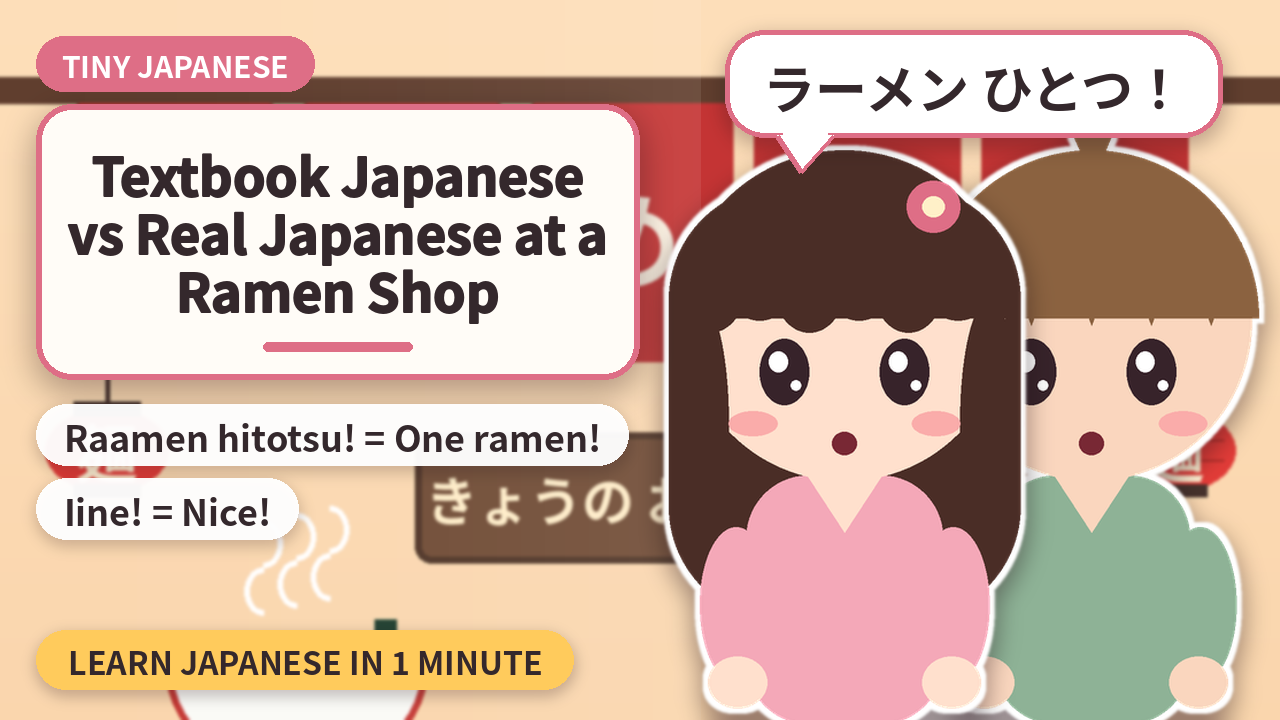 TINY JAPANESE
ラーメン ひとつ！
Textbook Japanese
vs Real Japanese at a
Ramen Shop
Raamen hitotsu! = One ramen!
きょうの
Iine! = Nice!
LEARN JAPANESE IN 1 MINUTE